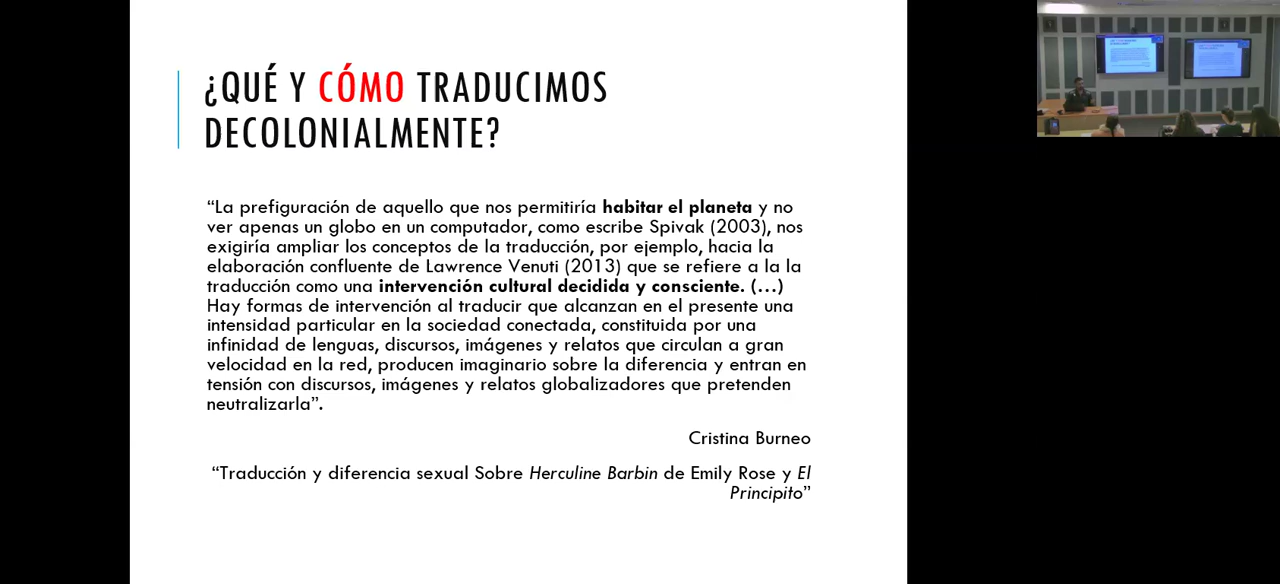 ¿QUÉ Y CÓMO TRADUCIMOS
DECOLONIALMENTE?
“La prefiguración de aquello que nos permitiría habitar el planeta y no
ver apenas un globo en un computador, como escribe Spivak (2003), nos
exigiría ampliar los conceptos de la traducción, por ejemplo, hacia la
elaboración confluente de Lawrence Venuti (2013) que se refiere a la la
traducción como una intervención cultural decidida y consciente. (…)
Hay formas de intervención al traducir que alcanzan en el presente una
intensidad particular en la sociedad conectada, constituida por una
infinidad de lenguas, discursos, imágenes y relatos que circulan a gran
velocidad en la red, producen imaginario sobre la diferencia y entran en
tensión con discursos, imágenes y relatos globalizadores que pretenden
neutralizarla”.
Cristina Burneo
“Traducción y diferencia sexual Sobre Herculine Barbin de Emily Rose y El
Principito”